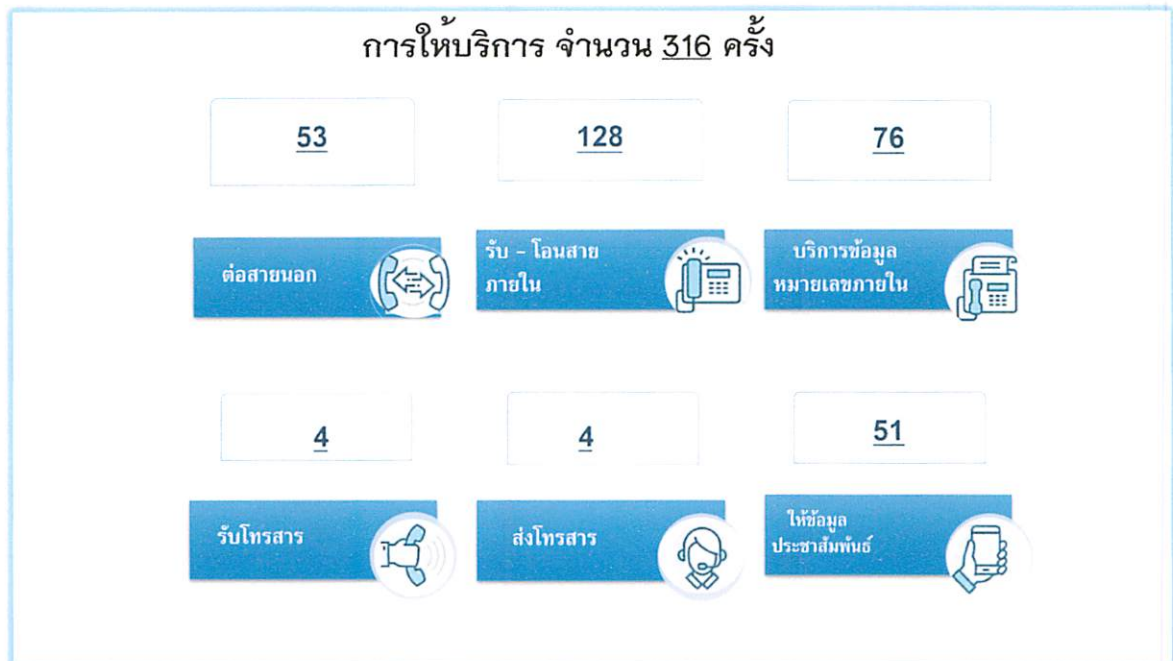 การให้บริการ จำนวน 316 ครั้ง
53
128
76
ต่อสายนอก
รับ - โอนสาย
ภายใน
บริการข้อมูล
หมายเลขภายใน
4
4
51
รับโทรสาร
ส่งโทรสาร
ให้ข้อมูล
ประชาสัมพันธ์